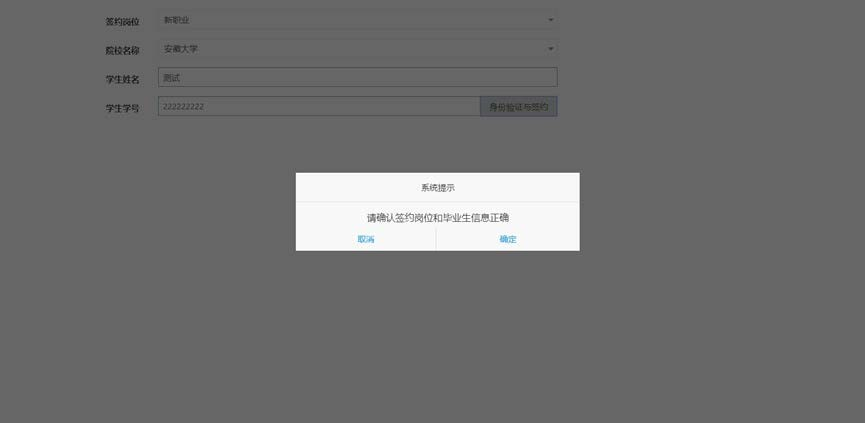 签约岗位 新职业
院校名称 安徽大学
学生姓名 测试
学生学号 222222222 身份验证与签约
系统提示
请确认签约岗位和毕业生信息正确
取消 确定